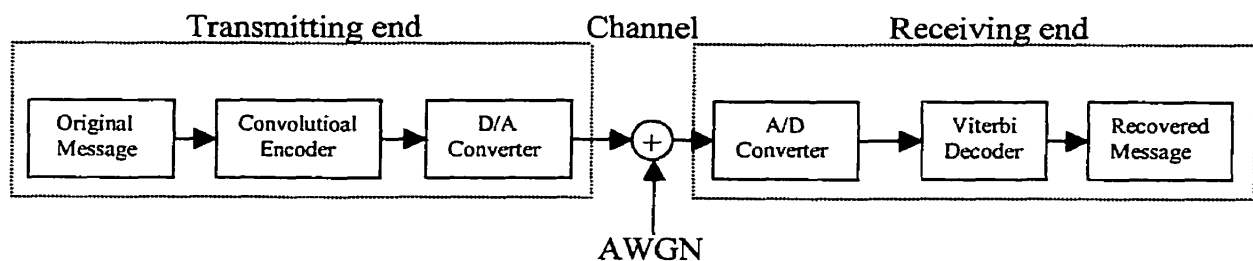 Transmitting end
Channel
Receiving end
Original
Message
Convolutioal
Encoder
D/A
Converter
+
A/D
Converter
Viterbi
Decoder
Recovered
Message
AWGN